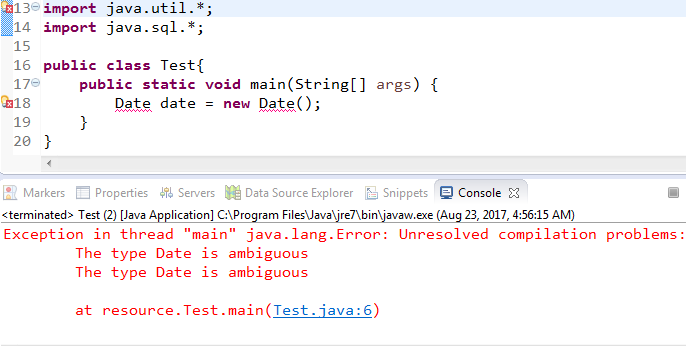 13 import java.util.*;
14 import java.sql.*;
15
16 public class Test{
17 public static void main(String[] args) {
18 Date date = new Date();
19 }
20 }
Markers Properties Servers Data Source Explorer Snippets Console
<terminated> Test (2) [Java Application] C:\Program Files\Java\jre7\bin\javaw.exe (Aug 23, 2017, 4:56:15 AM)
Exception in thread "main" java.lang.Error: Unresolved compilation problems:
The type Date is ambiguous
The type Date is ambiguous
at resource.Test.main(Test.java:6)